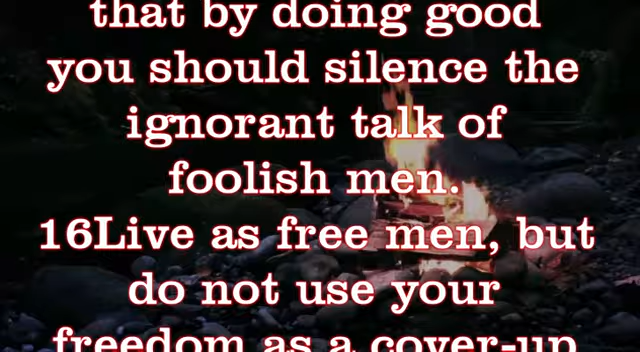 that by doing good
you should silence the
ignorant talk of
foolish men.
16Live as free men, but
do not use your
freedom as a cover-up